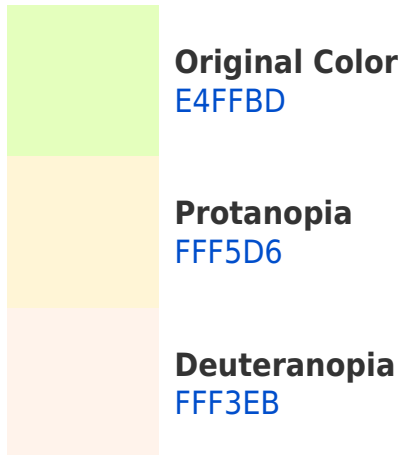 Original Color
E4FFBD
Protanopia
FFF5D6
Deuteranopia
FFF3EB